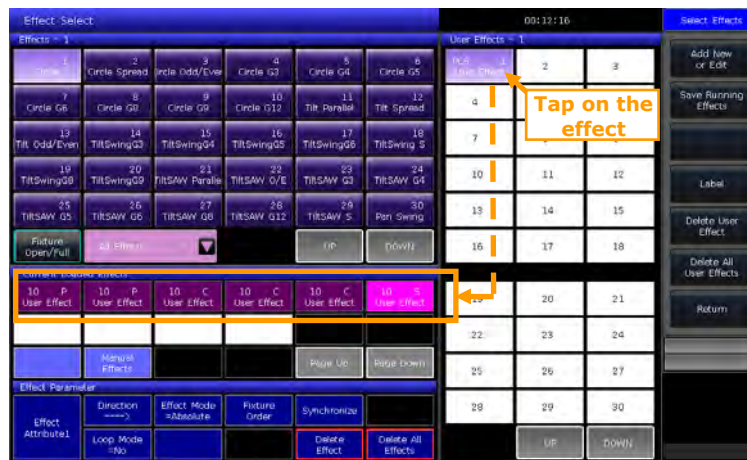 Effect Select
00:12:16
Select Effects
Effects - 1
1
2
Circle Spread
3
Circle Odd/Even
4
Circle G3
5
Circle G4
6
Circle G5
7
Circle G6
8
Circle G8
9
Circle G9
10
Circle G12
11
Tilt Parallel
12
Tilt Spread
13
Tilt Odd/Even
14
TiltSwingG3
15
TiltSwingG4
16
TiltSwingG5
17
TiltSwingG6
18
TiltSwing S
19
TiltSwingG8
20
TiltSwingG9
21
TiltSAW Paralle
22
TiltSAW O/E
23
TiltSAW G3
24
TiltSAW G4
25
TiltSAW G5
26
TiltSAW G6
27
TiltSAW G8
28
TiltSAW G12
29
TiltSAW S
30
Pan Swing
Fixture
Open/Full
All Effects
UP
DOWN
Current Loaded Effects
10 P
User Effect
10 P
User Effect
10 C
User Effect
10 C
User Effect
10 C
User Effect
10 S
User Effect
Manual
Effects
Page Up
Page Down
Effect Parameter
Effect
Attribute1
Direction
---->
Effect Mode
=Absolute
Fixture
Order
Synchronize
Loop Mode
=No
Delete
Effect
Delete All
Effects
User Effects - 1
1
User Effect
2
3
4
Tap on the
effect
7
10
11
12
13
14
15
16
17
18
19
20
21
22
23
24
25
26
27
28
29
30
UP
DOWN
Add New
or Edit
Save Running
Effects
Label
Delete User
Effect
Delete All
User Effects
Return